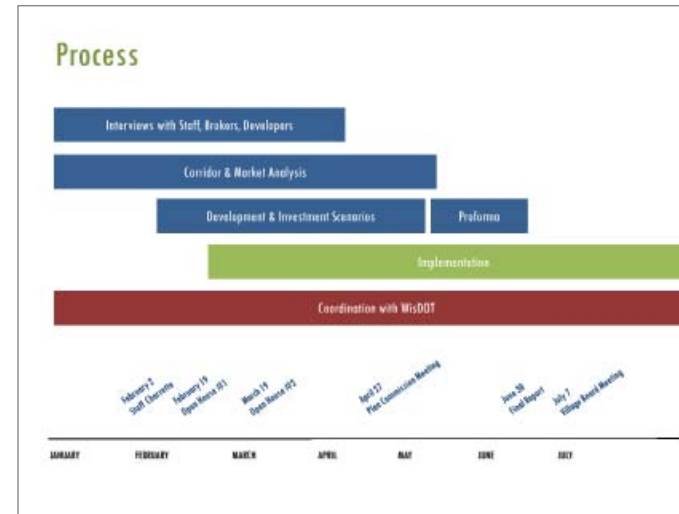 Process
Interviews with Staff, Brokers, Developers
Corridor & Market Analysis
Development & Investment Scenarios
Proforma
Implementation
Coordination with WisDOT
February 2
Staff Charrette
February 19
Open House #1
March 19
Open House #2
April 27
Plan Commission Meeting
June 30
Final Report
July 7
Village Board Meeting
JANUARY
FEBRUARY
MARCH
APRIL
MAY
JUNE
JULY